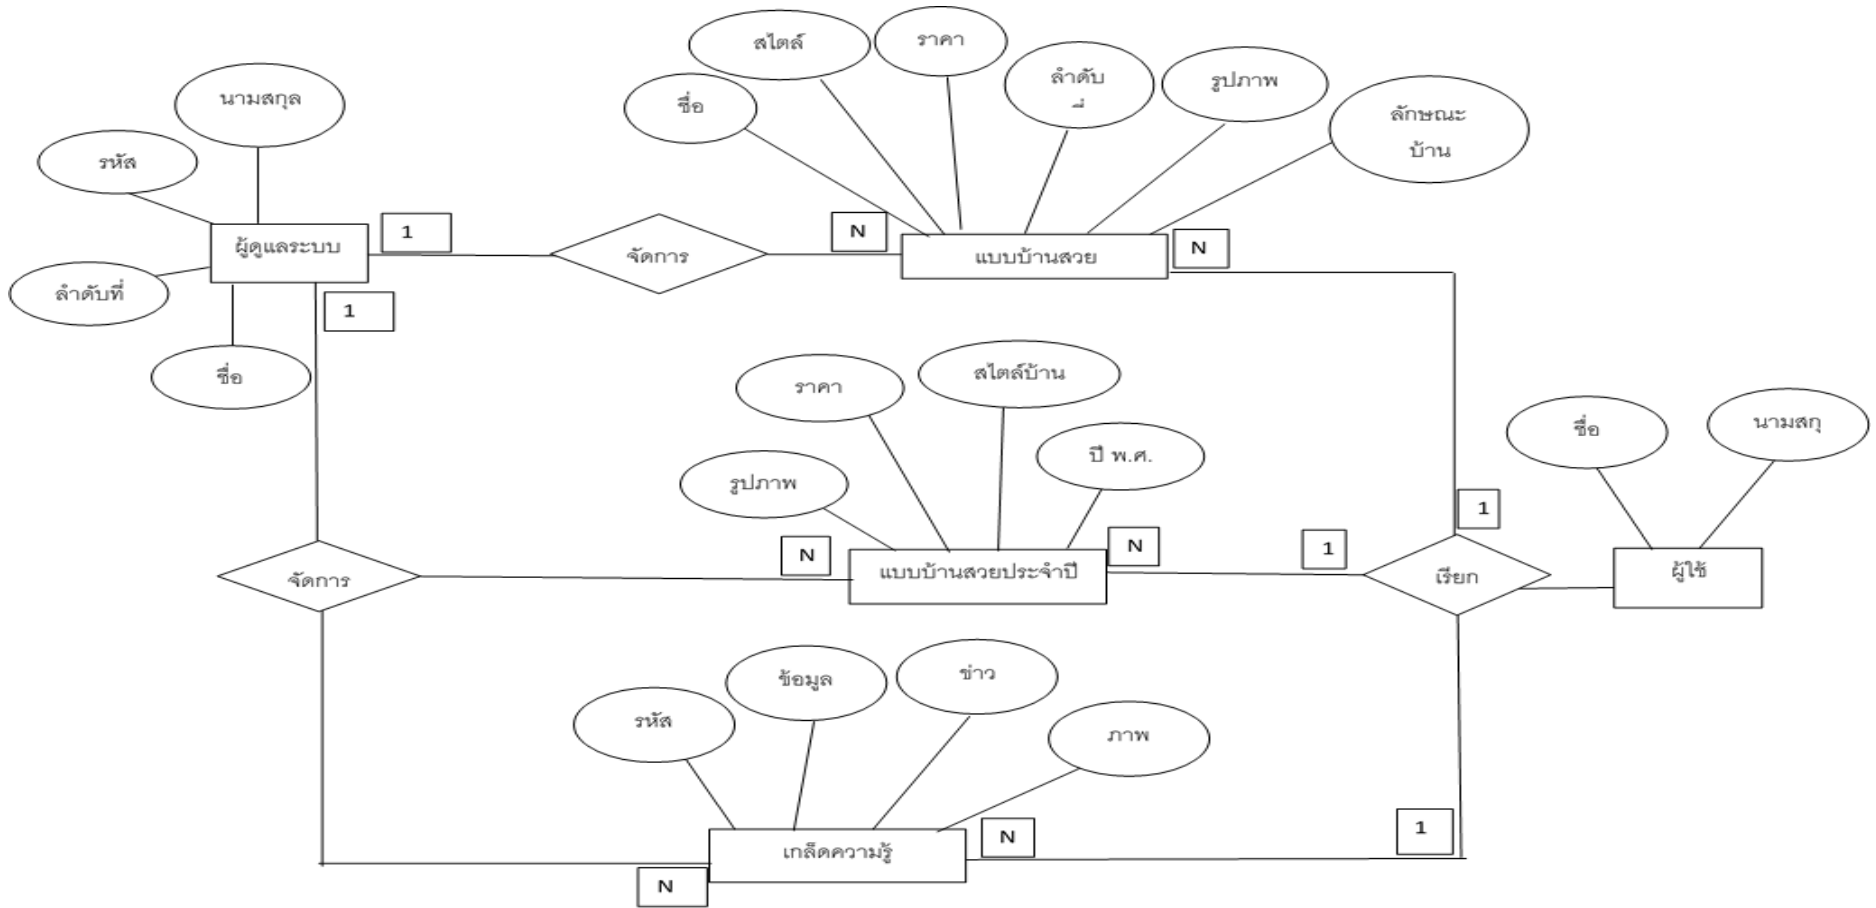 สไตล์
ราคา
ลำดับ
ที่
รูปภาพ
ชื่อ
ลักษณะ
บ้าน
นามสกุล
รหัส
ผู้ดูแลระบบ
1
จัดการ
N
แบบบ้านสวย
N
ลำดับที่
1
ชื่อ
ราคา
สไตล์บ้าน
ปี พ.ศ.
รูปภาพ
ชื่อ
นามสกุ
1
N
N
1
จัดการ
แบบบ้านสวยประจำปี
เรียก
ผู้ใช้
รหัส
ข้อมูล
ข่าว
ภาพ
เกล็ดความรู้
N
1
N